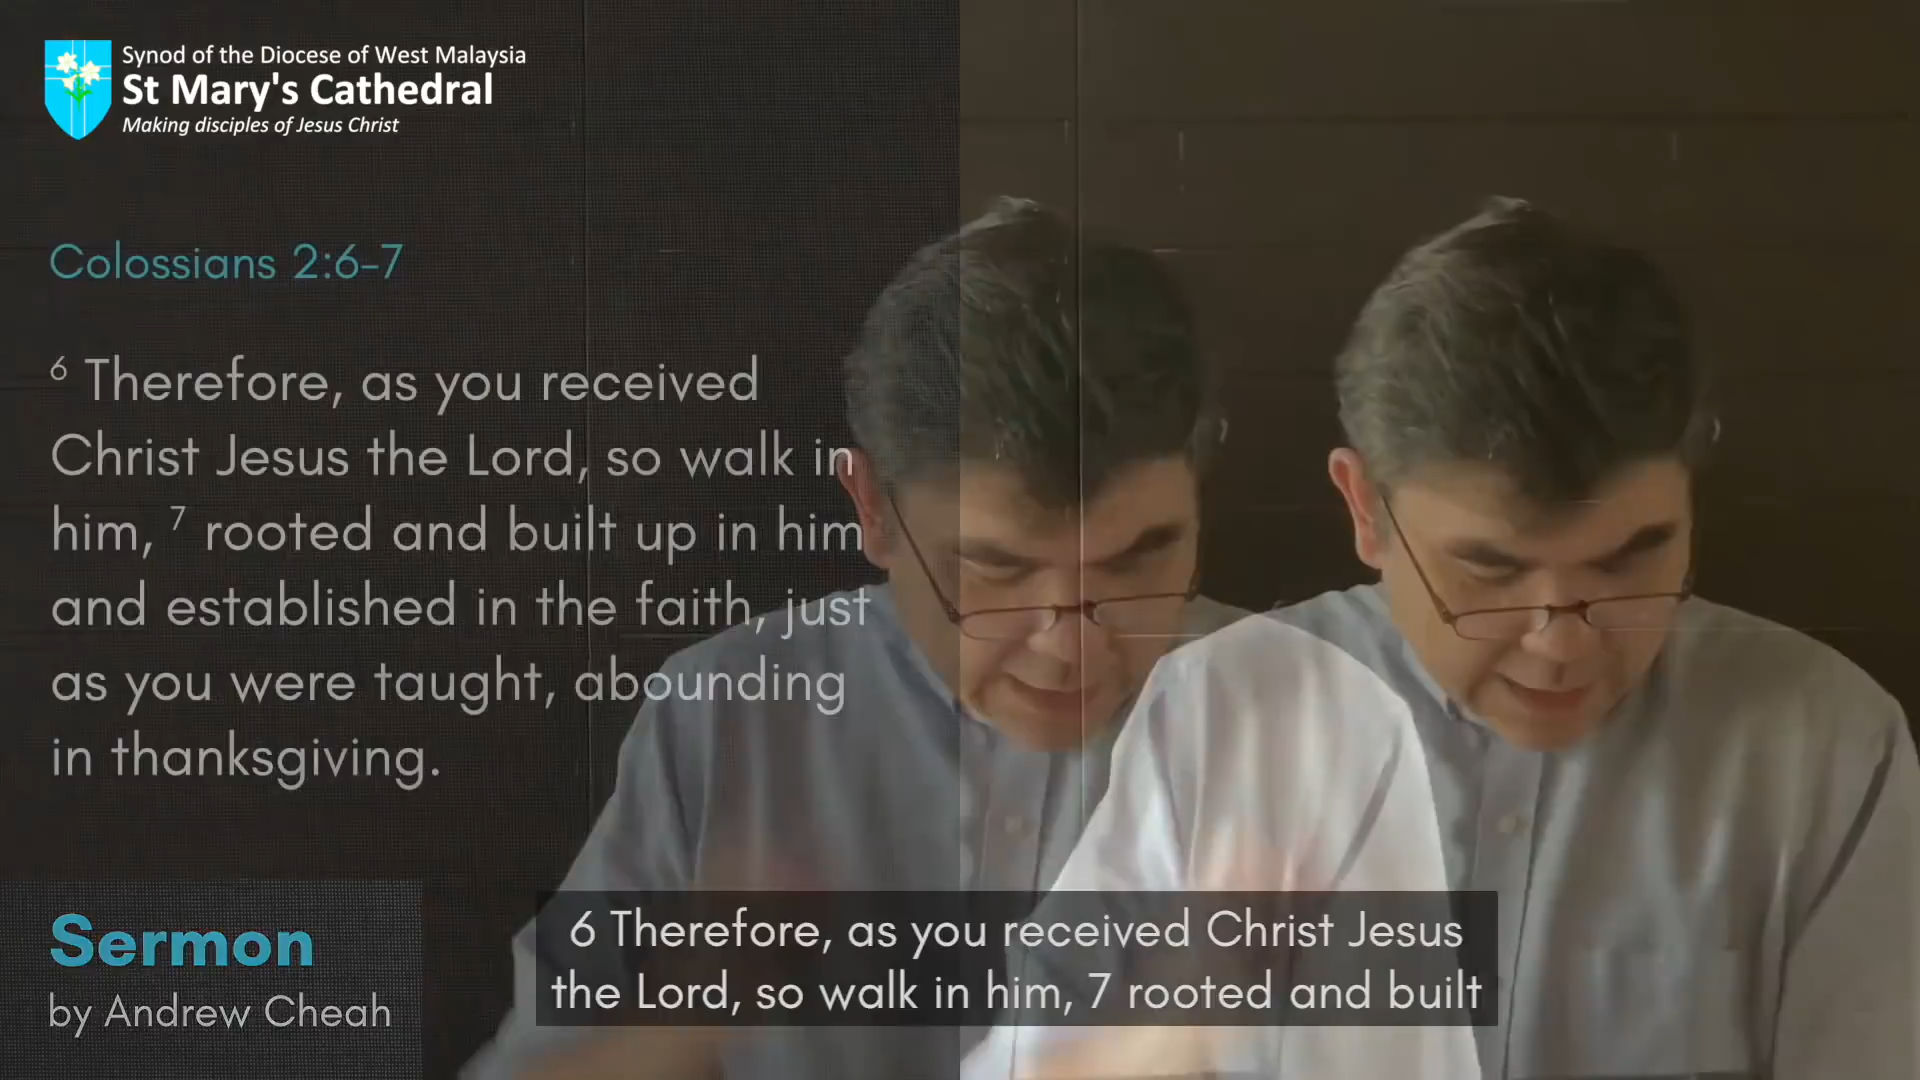 Synod of the Diocese of West Malaysia
St Mary's Cathedral
Making disciples of Jesus Christ
Colossians 2:6-7
6 Therefore, as you received
Christ Jesus the Lord, so walk in
him, 7 rooted and built up in him
and established in the faith, just
as you were taught, abounding
in thanksgiving.
Sermon
by Andrew Cheah
6 Therefore, as you received Christ Jesus
the Lord, so walk in him, 7 rooted and built